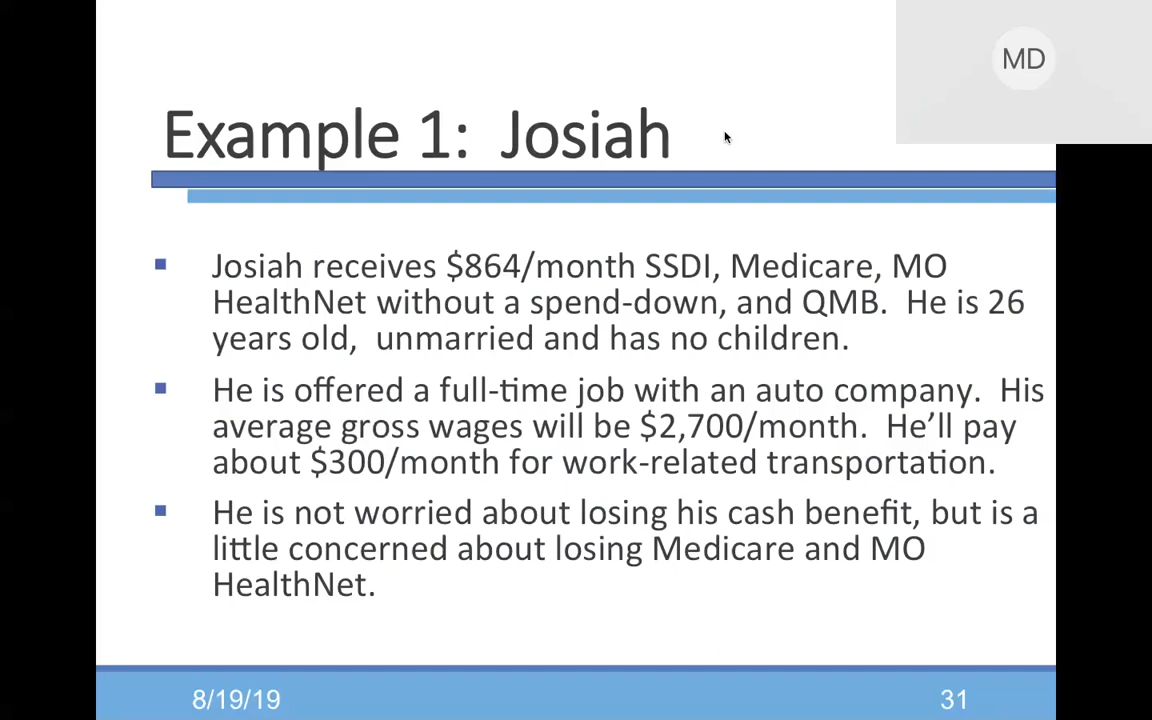 MD
Example 1:  Josiah
▪ Josiah receives $864/month SSDI, Medicare, MO
HealthNet without a spend-down, and QMB.  He is 26
years old,  unmarried and has no children.
▪ He is offered a full-time job with an auto company.  His
average gross wages will be $2,700/month.  He’ll pay
about $300/month for work-related transportation.
▪ He is not worried about losing his cash benefit, but is a
little concerned about losing Medicare and MO
HealthNet.
8/19/19
31